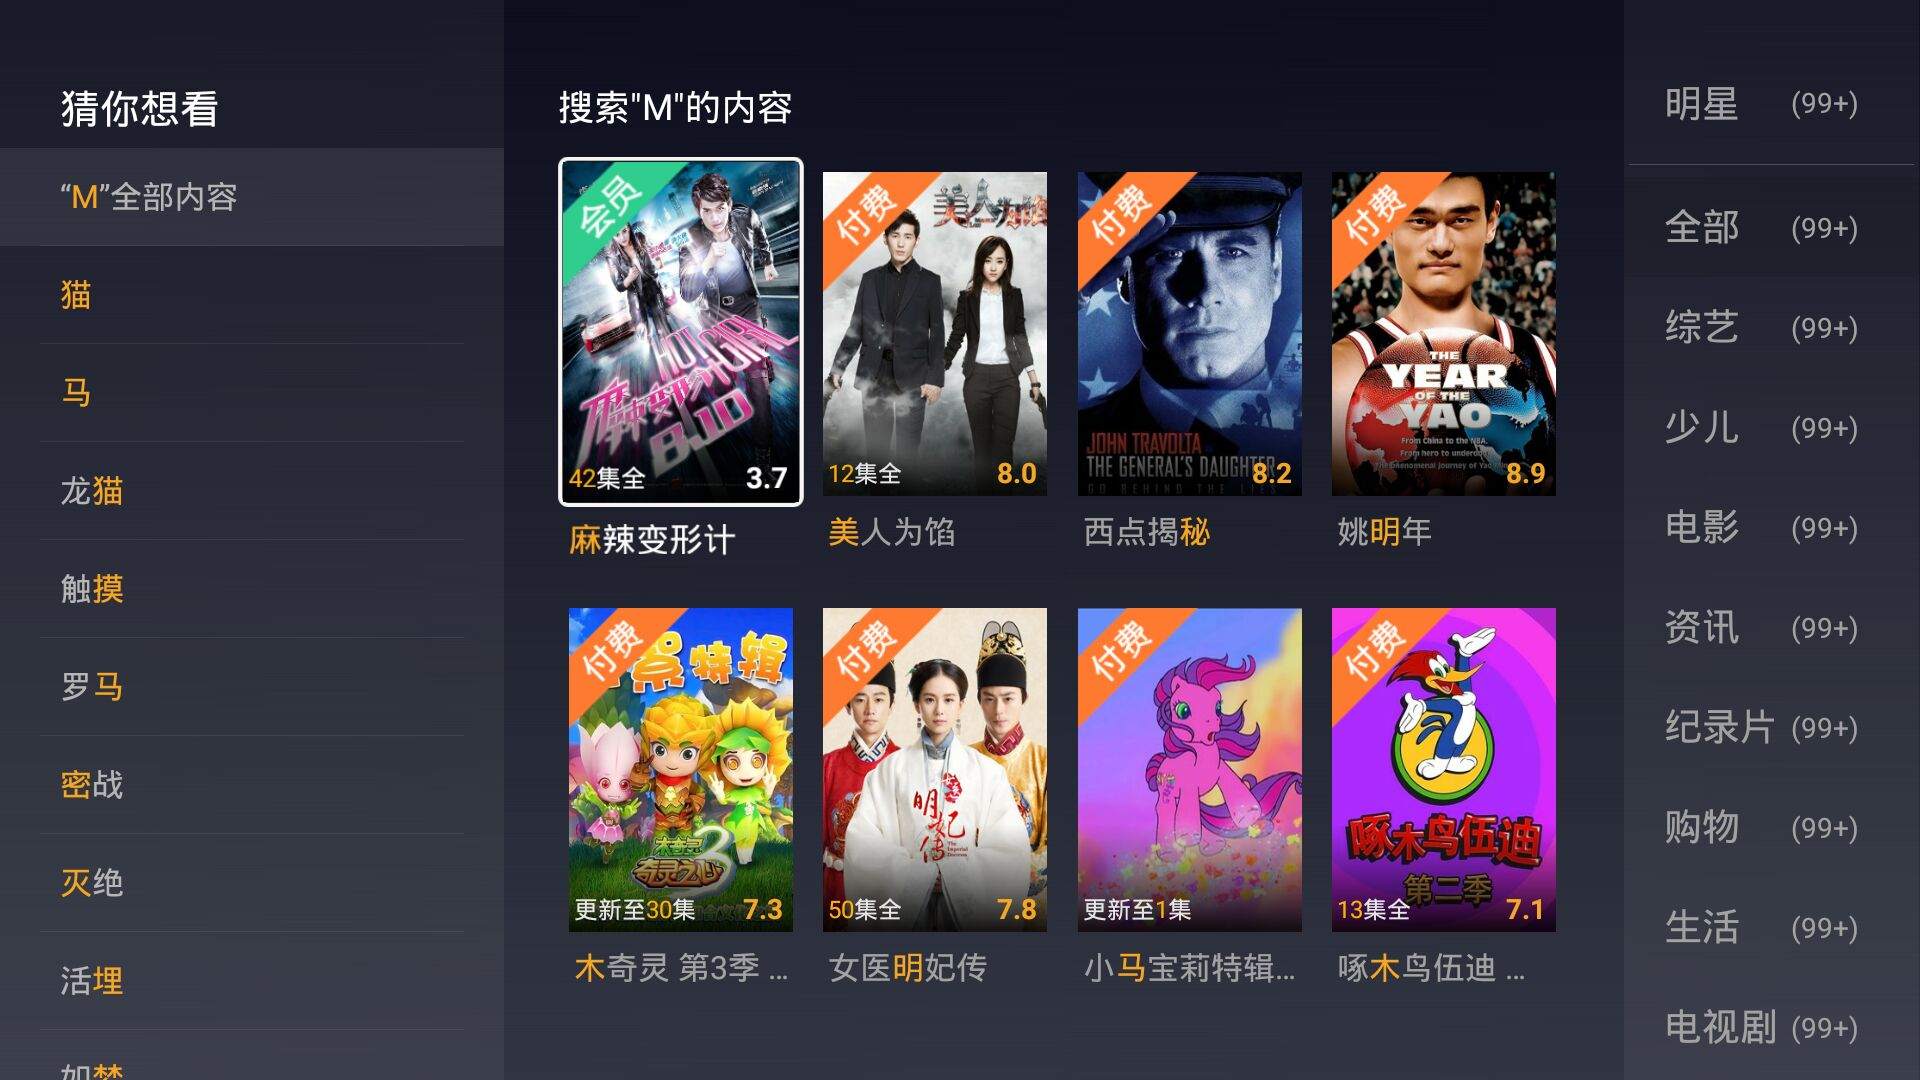 猜你想看
“M”全部内容
猫
马
龙猫
触摸
罗马
密战
灭绝
活埋
如梦
搜索"M"的内容
会员
HOT GIRL
麻辣变形计
42集全 3.7
麻辣变形计
付费
美人为馅
12集全 8.0
美人为馅
付费
JOHN TRAVOLTA
THE GENERAL'S DAUGHTER
GO BEHIND THE LIES
8.2
西点揭秘
付费
THE
YEAR
OF THE
YAO
From China to the NBA.
From hero to underdog.
The phenomenal journey of Yao Ming
8.9
姚明年
付费
特辑
木奇灵3
奇灵之心
更新至30集 7.3
木奇灵 第3季 ...
付费
女医
明妃传
The Imperial Doctress
50集全 7.8
女医明妃传
付费
更新至1集
小马宝莉特辑...
付费
啄木鸟伍迪
第二季
13集全 7.1
啄木鸟伍迪 ...
明星 (99+)
全部 (99+)
综艺 (99+)
少儿 (99+)
电影 (99+)
资讯 (99+)
纪录片 (99+)
购物 (99+)
生活 (99+)
电视剧 (99+)